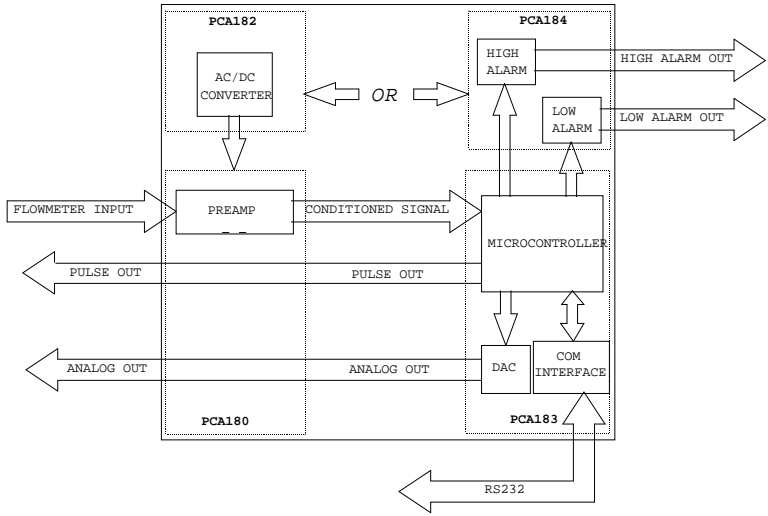 PCA182
PCA184
AC/DC
CONVERTER
OR
HIGH
ALARM
HIGH ALARM OUT
LOW
ALARM
LOW ALARM OUT
FLOWMETER INPUT
PREAMP
CONDITIONED SIGNAL
MICROCONTROLLER
PULSE OUT
PULSE OUT
ANALOG OUT
ANALOG OUT
DAC
COM
INTERFACE
PCA180
PCA183
RS232